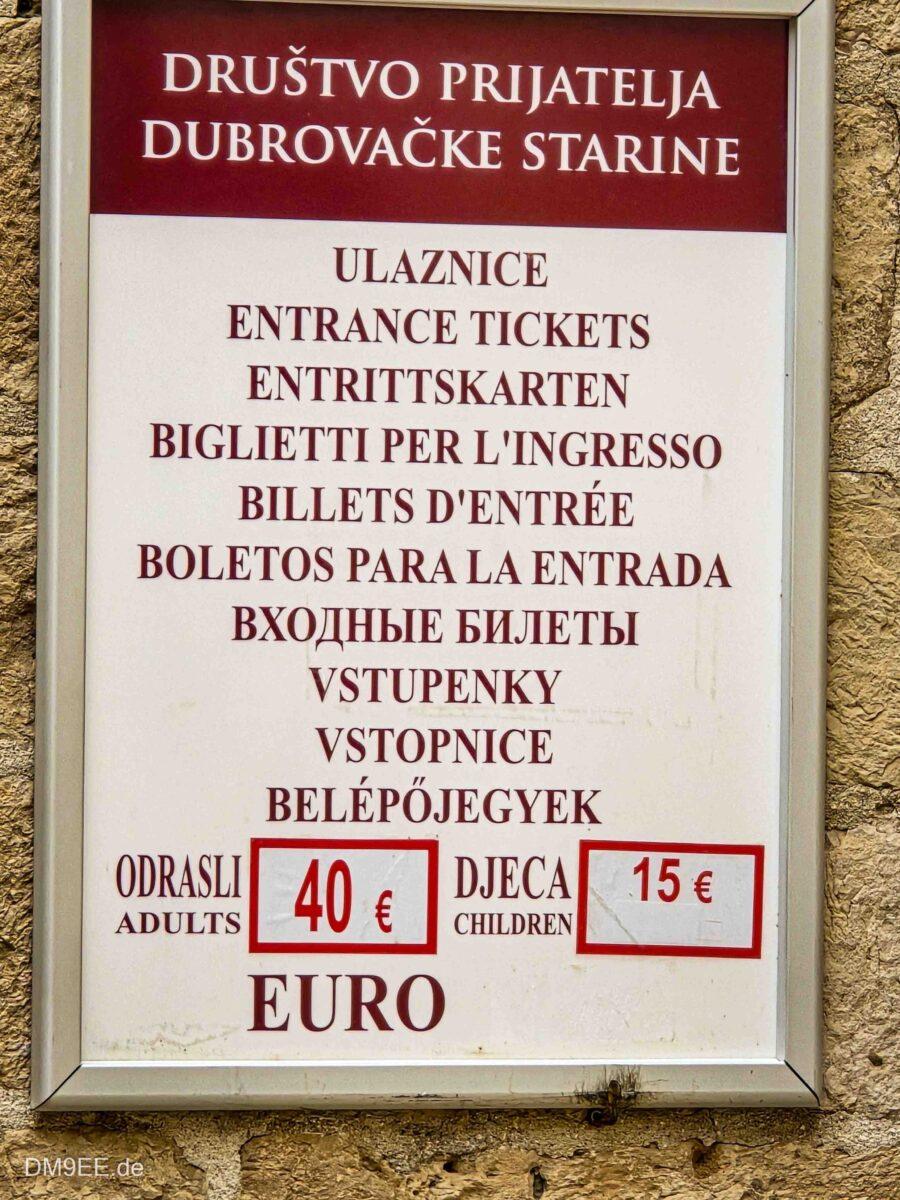 DRUŠTVO PRIJATELJA
DUBROVAČKE STARINE
ULAZNICE
ENTRANCE TICKETS
ENTRITTSKARTEN
BIGLIETTI PER L'INGRESSO
BILLETS D'ENTRÉE
BOLETOS PARA LA ENTRADA
ВХОДНЫЕ БИЛЕТЫ
VSTUPENKY
VSTOPNICE
BELÉPŐJEGYEK
ODRASLI 40 € DJECA 15 €
ADULTS CHILDREN
EURO
DM9EE.de